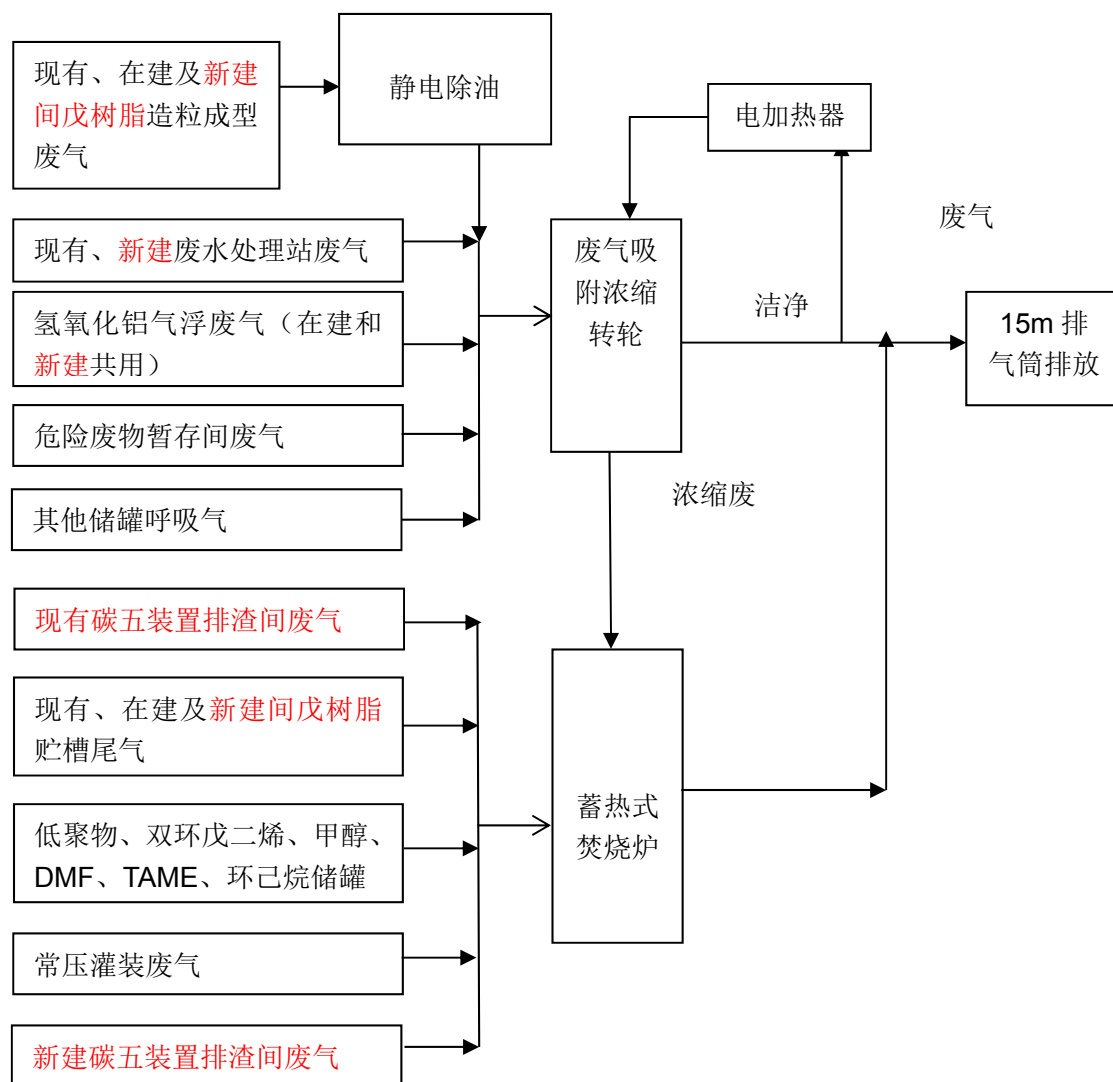 现有、在建及新建
间戊树脂造粒成型
废气
静电除油
电加热器
现有、新建废水处理站废气
氢氧化铝气浮废气（在建和
新建共用）
危险废物暂存间废气
其他储罐呼吸气
废气吸
附浓缩
转轮
废气
洁净
15m 排
气筒排放
浓缩废
现有碳五装置排渣间废气
现有、在建及新建间戊树脂
贮槽尾气
低聚物、双环戊二烯、甲醇、
DMF、TAME、环己烷储罐
常压灌装废气
新建碳五装置排渣间废气
蓄热式
焚烧炉